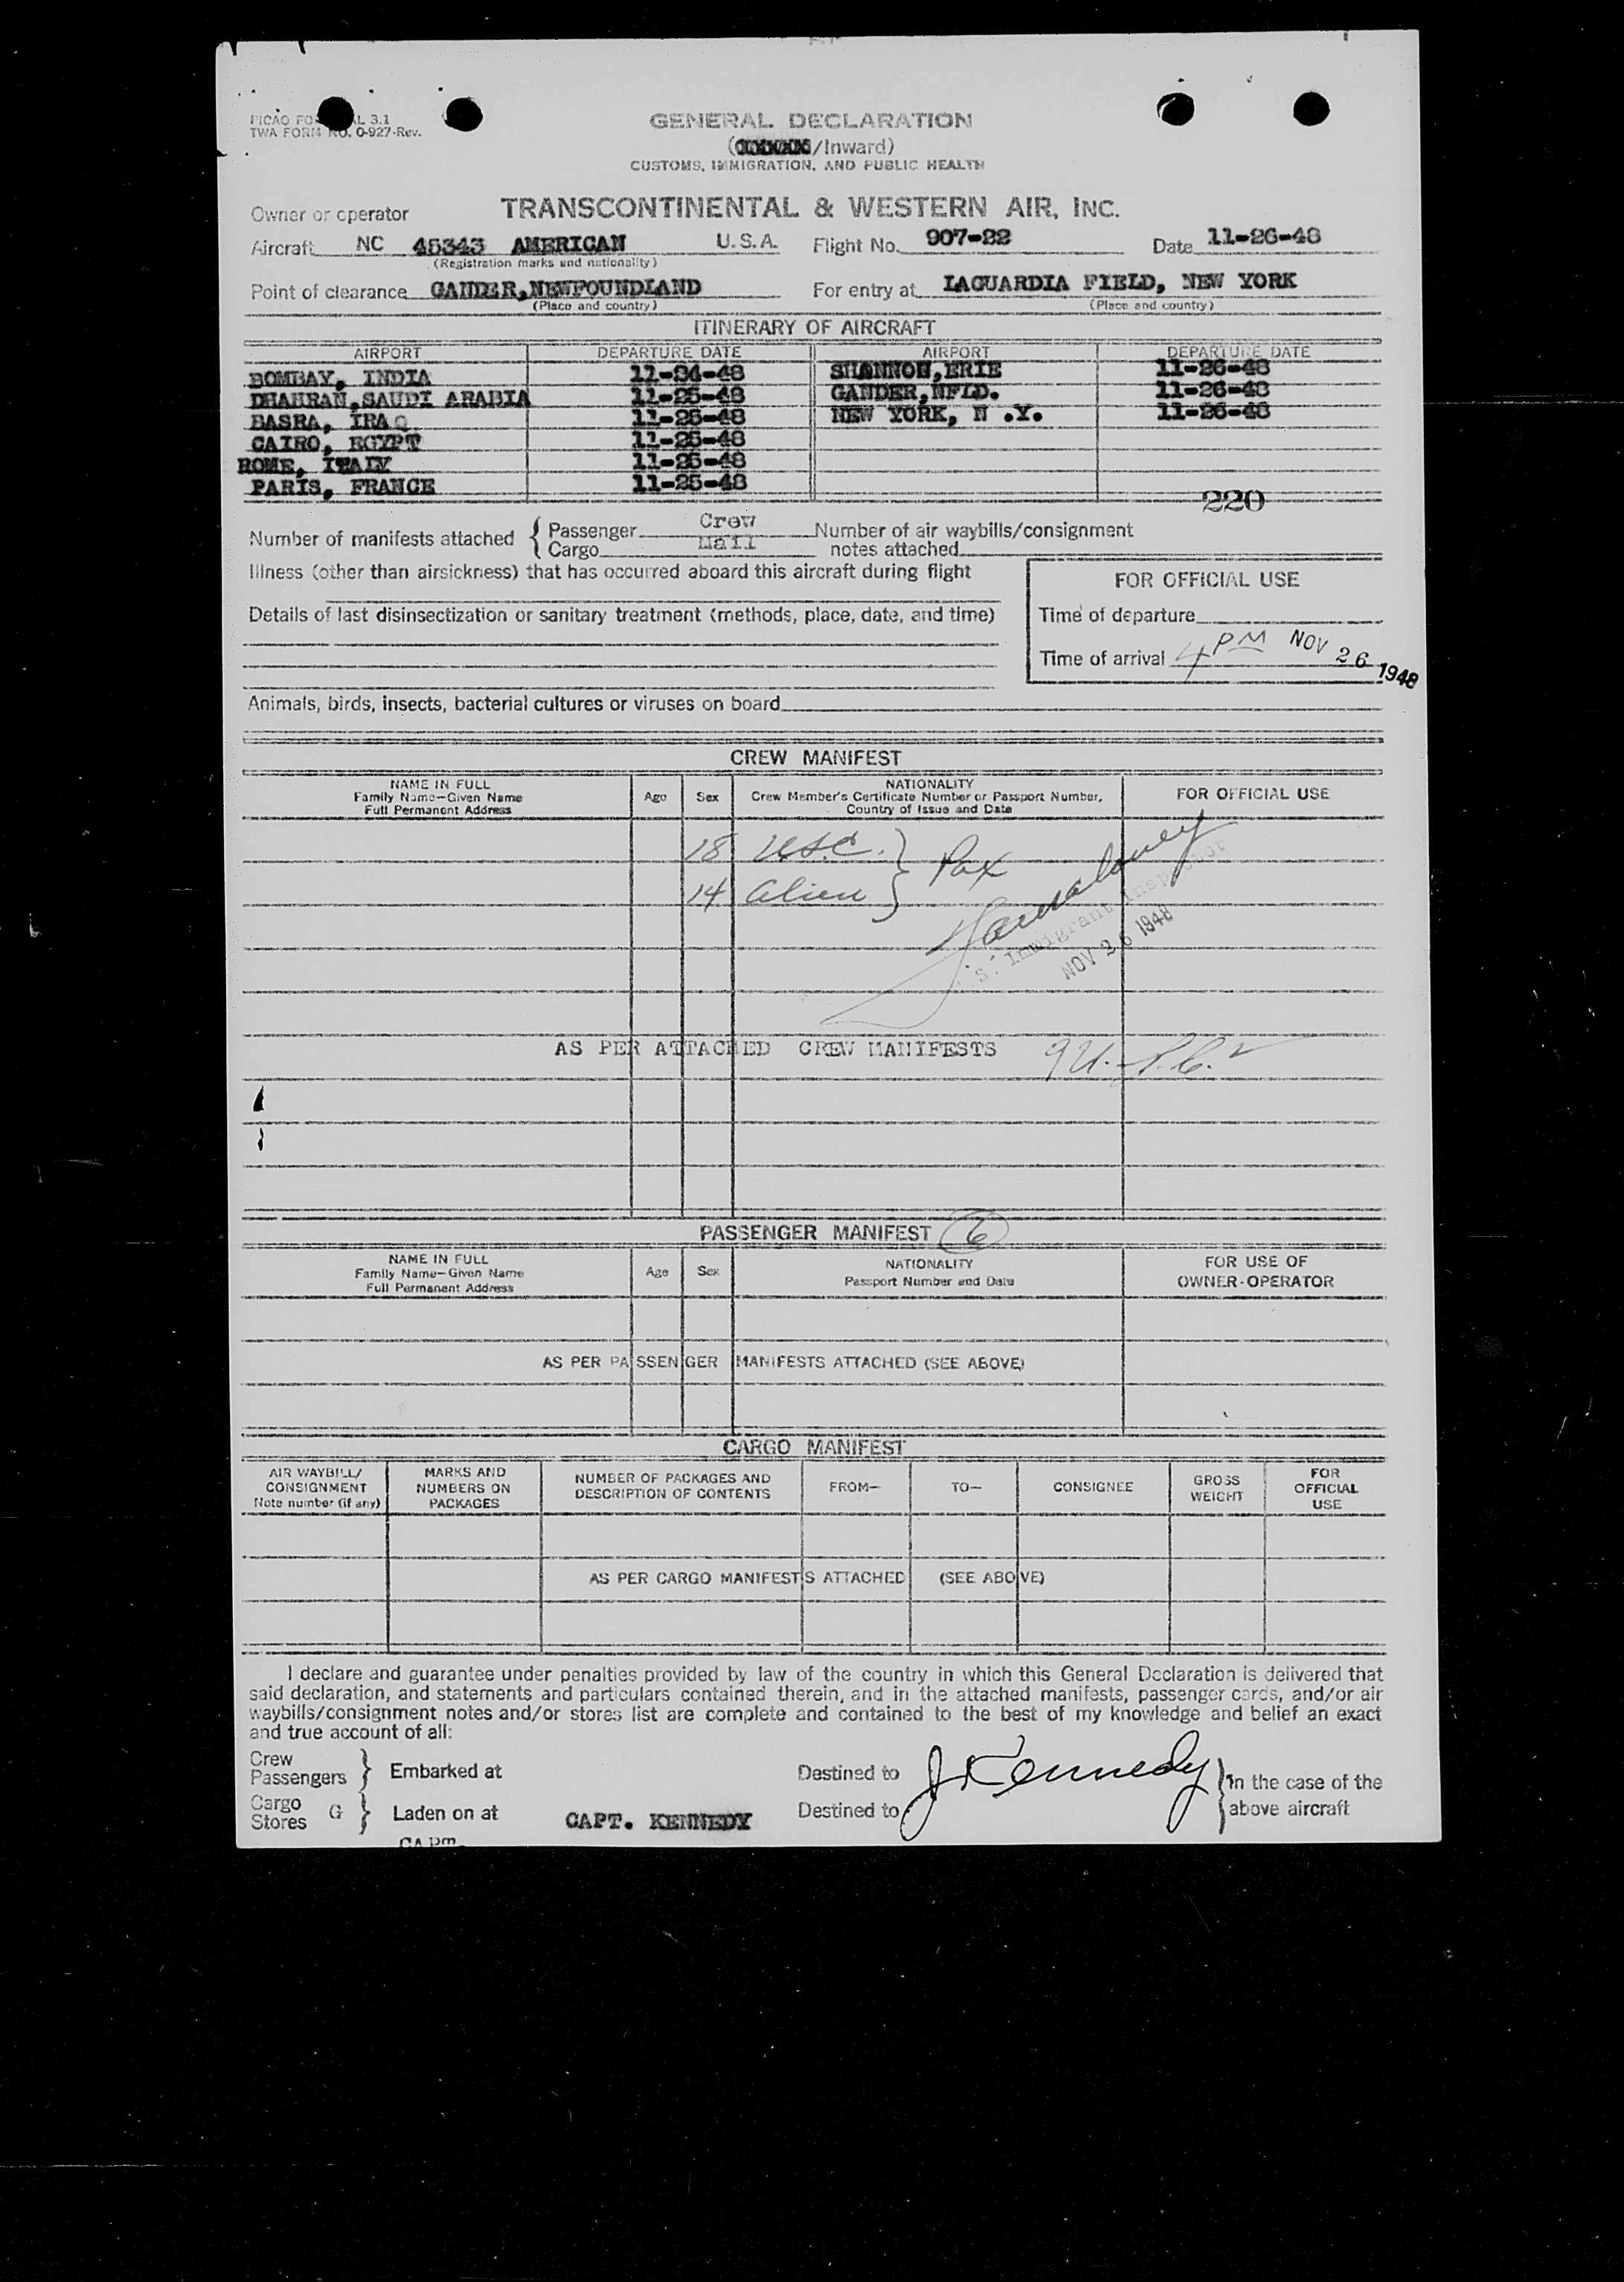 PICAO FO AL 3.1
TWA FORM NO. O-927-Rev.
GENERAL DECLARATION
(/Inward)
CUSTOMS, IMMIGRATION, AND PUBLIC HEALTH
Owner or operator TRANSCONTINENTAL & WESTERN AIR, INC.
Aircraft NC 45343 AMERICAN U.S.A. Flight No. 907-22 Date 11-26-48
(Registration marks and nationality)
Point of clearance GANDER,NEWFOUNDLAND For entry at LAGUARDIA FIELD, NEW YORK
(Place and country) (Place and country)
ITINERARY OF AIRCRAFT
AIRPORT DEPARTURE DATE AIRPORT DEPARTURE DATE
BOMBAY, INDIA 11-24-48 SHANNON,ERIE 11-26-48
DHAHRAN,SAUDI ARABIA 11-25-48 GANDER,NFLD. 11-26-48
BASRA, IRAQ 11-25-48 NEW YORK, N .Y. 11-26-48
CAIRO, EGYPT 11-25-48
ROME, ITALY 11-25-48
PARIS, FRANCE 11-25-48
220
Number of manifests attached { Passenger Crew Number of air waybills/consignment
Cargo Mail notes attached
Illness (other than airsickness) that has occurred aboard this aircraft during flight
FOR OFFICIAL USE
Details of last disinsectization or sanitary treatment (methods, place, date, and time)
Time of departure
Time of arrival 4 PM NOV 26 1948
Animals, birds, insects, bacterial cultures or viruses on board
CREW MANIFEST
NAME IN FULL
Family Name—Given Name
Full Permanent Address
Age Sex
NATIONALITY
Crew Member's Certificate Number or Passport Number,
Country of Issue and Date
FOR OFFICIAL USE
18 USC. } Pax
14 alien
S. Immigrant Inspector
NOV 26 1948
AS PER ATTACHED CREW MANIFESTS 9 U.S.C.
PASSENGER MANIFEST 6
NAME IN FULL
Family Name—Given Name
Full Permanent Address
Age Sex
NATIONALITY
Passport Number and Date
FOR USE OF
OWNER-OPERATOR
AS PER PASSENGER MANIFESTS ATTACHED (SEE ABOVE)
CARGO MANIFEST
AIR WAYBILL/
CONSIGNMENT
Note number (if any)
MARKS AND
NUMBERS ON
PACKAGES
NUMBER OF PACKAGES AND
DESCRIPTION OF CONTENTS
FROM— TO— CONSIGNEE
GROSS
WEIGHT
FOR
OFFICIAL
USE
AS PER CARGO MANIFESTS ATTACHED (SEE ABOVE)
I declare and guarantee under penalties provided by law of the country in which this General Declaration is delivered that
said declaration, and statements and particulars contained therein, and in the attached manifests, passenger cards, and/or air
waybills/consignment notes and/or stores list are complete and contained to the best of my knowledge and belief an exact
and true account of all:
Crew
Passengers } Embarked at Destined to J Kennedy } In the case of the
Cargo
Stores G } Laden on at CAPT. KENNEDY Destined to above aircraft